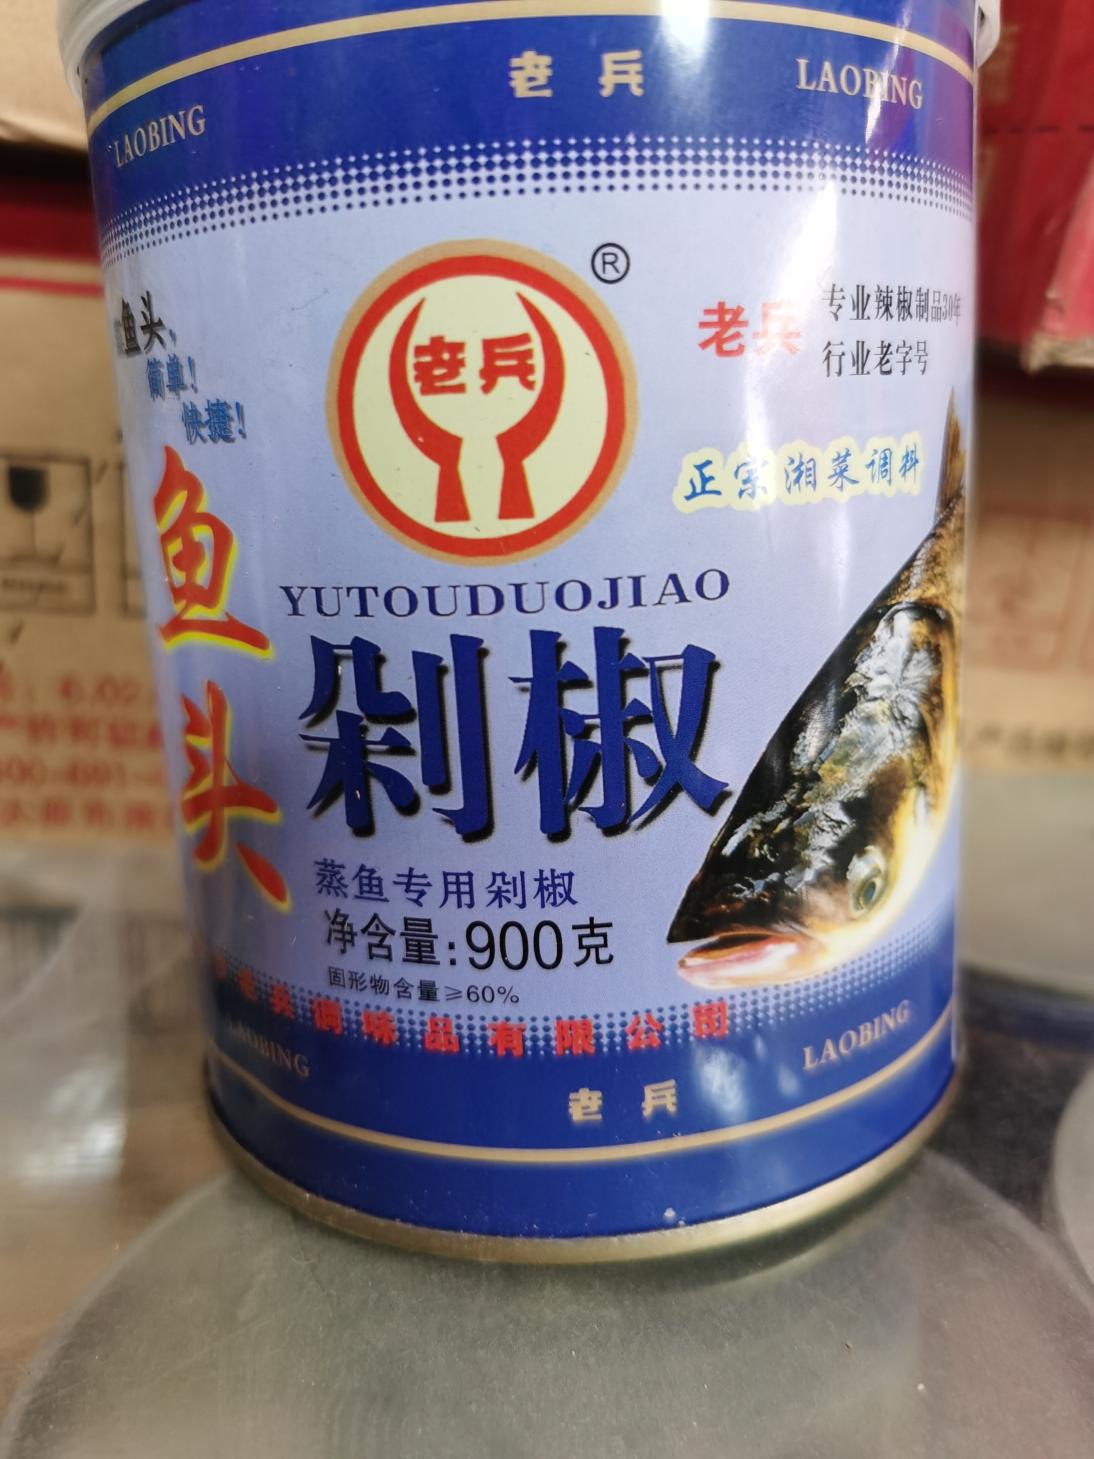 老兵
LAOBING
LAOBING
®
老兵
鱼头,
简单!
快捷!
老兵
专业辣椒制品30年
行业老字号
正宗湘菜调料
YUTOUDUOJIAO
鱼头
剁椒
蒸鱼专用剁椒
净含量:900克
固形物含量≥60%
老兵调味品有限公司
LAOBING
LAOBING
老兵